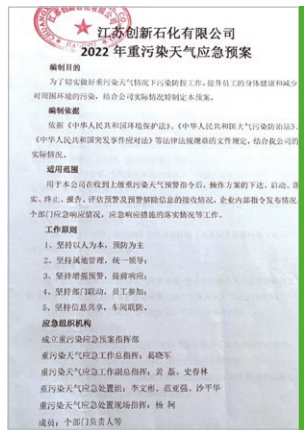 江苏创新石化有限公司
2022 年重污染天气应急预案
编制目的
为了切实做好重污染天气情况下污染防控工作，提升员工的身体健康和减少
对周围环境的污染，结合公司实际情况特制定本预案。
编制依据
依据《中华人民共和国环境保护法》、《中华人民共和国大气污染防治法》、
《中华人民共和国突发事件应对法》等法律法规规章的文件规定，结合我公司的
实际情况。
适用范围
用于本公司在收到上级重污染天气预警指令后，操作方案的下达、启动、落
实、终止、报告、评估预警及预警解除信息的接收情况，企业内部指令发布情况，
个部门应急响应情况，应急响应措施的落实情况等工作。
工作原则
1、坚持以人为本，预防为主
2、坚持属地管理，统一领导；
3、坚持增强预警，提前响应；
4、坚持部门联动，员工参加；
5、坚持信息共享，车间联防。
应急组织机构
成立重污染应急预案指挥部
重污染天气应急工作总指挥：葛晓军
重污染天气应急工作副总指挥：黄 磊、史春林
重污染天气应急处置组：李文彬、范亚强、沙平华
重污染天气应急处置现场指挥：杨 轲
成员：个部门负责人等